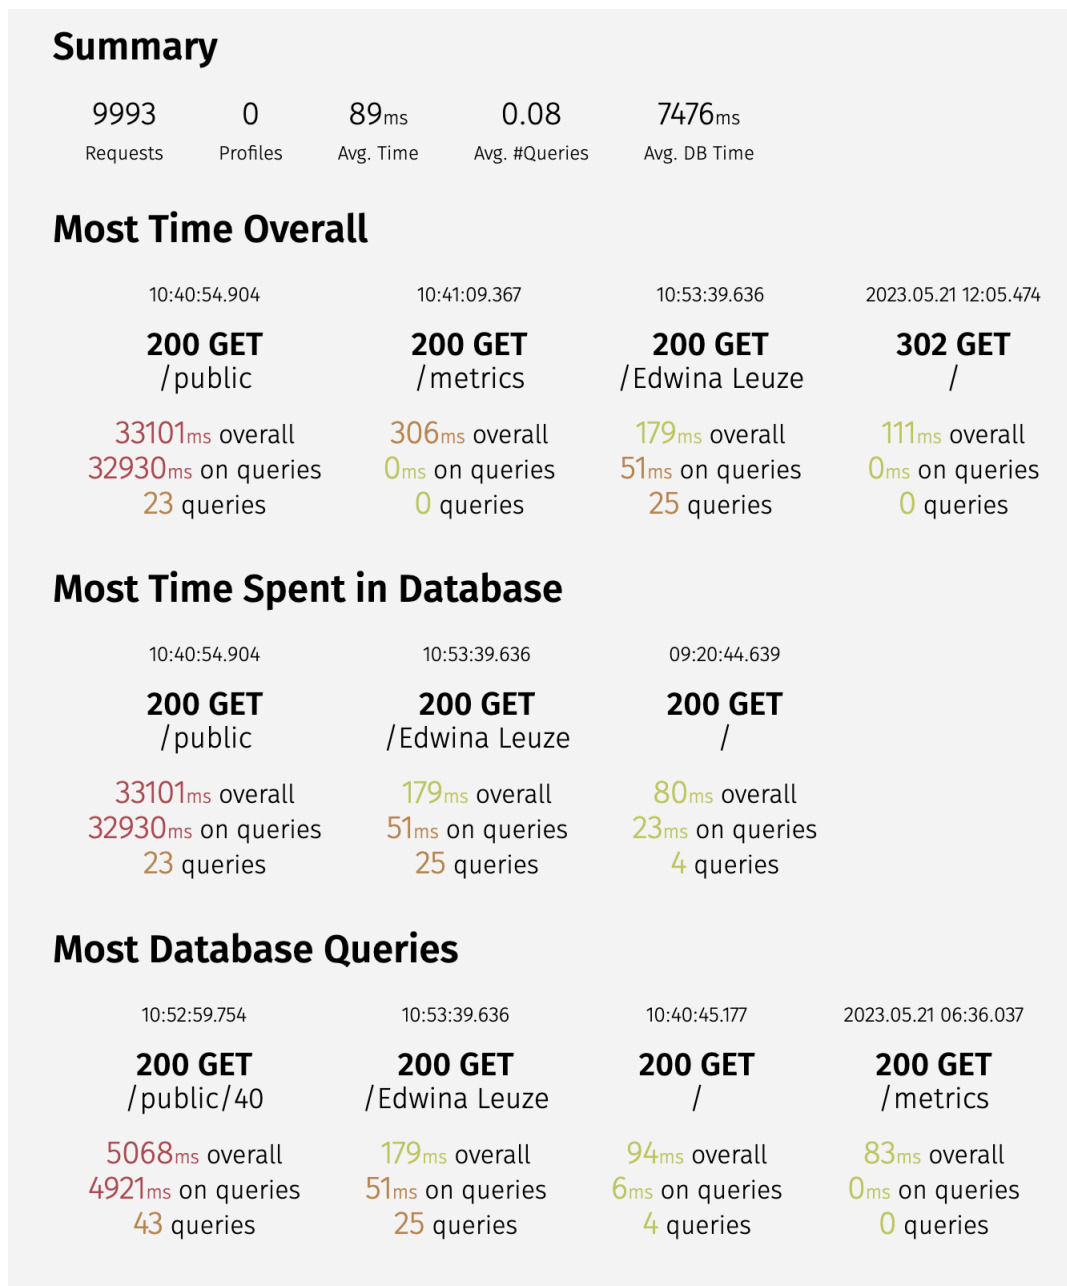 Summary
9993 0 89ms 0.08 7476ms
Requests Profiles Avg. Time Avg. #Queries Avg. DB Time
Most Time Overall
10:40:54.904 10:41:09.367 10:53:39.636 2023.05.21 12:05.474
200 GET 200 GET 200 GET 302 GET
/public /metrics /Edwina Leuze /
33101ms overall 306ms overall 179ms overall 111ms overall
32930ms on queries 0ms on queries 51ms on queries 0ms on queries
23 queries 0 queries 25 queries 0 queries
Most Time Spent in Database
10:40:54.904 10:53:39.636 09:20:44.639
200 GET 200 GET 200 GET
/public /Edwina Leuze /
33101ms overall 179ms overall 80ms overall
32930ms on queries 51ms on queries 23ms on queries
23 queries 25 queries 4 queries
Most Database Queries
10:52:59.754 10:53:39.636 10:40:45.177 2023.05.21 06:36.037
200 GET 200 GET 200 GET 200 GET
/public/40 /Edwina Leuze / /metrics
5068ms overall 179ms overall 94ms overall 83ms overall
4921ms on queries 51ms on queries 6ms on queries 0ms on queries
43 queries 25 queries 4 queries 0 queries